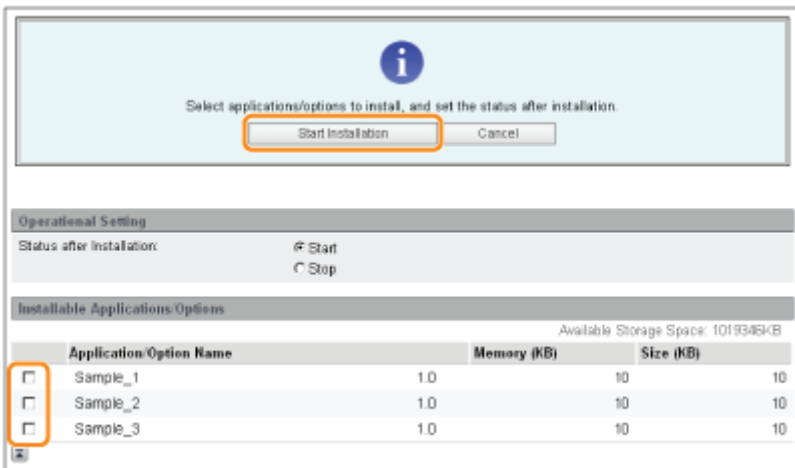 Select applications/options to install, and set the status after installation.
Start Installation Cancel
Operational Setting
Status after Installation: Start
Stop
Installable Applications/Options
Available Storage Space: 1019346KB
Application/Option Name Memory (KB) Size (KB)
Sample_1 1.0 10 10
Sample_2 1.0 10 10
Sample_3 1.0 10 10